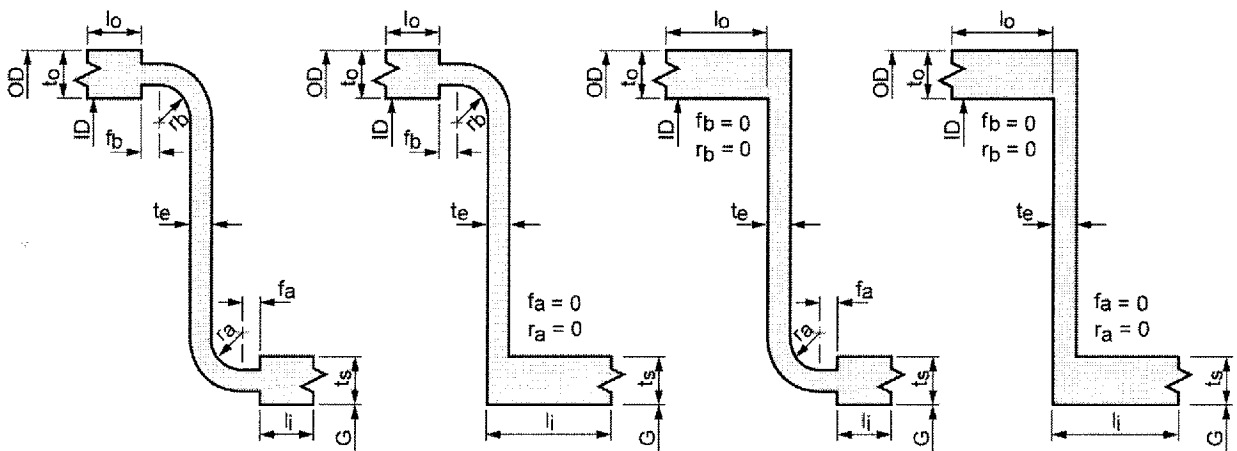 lo lo lo lo
OD to OD to OD to OD to
ID ID ID ID
fb rb fb rb fb = 0 fb = 0
rb = 0 rb = 0
te te te te
fa fa = 0 fa fa = 0
ra ra = 0 ra ra = 0
ts ts ts ts
li li li li
G G G G